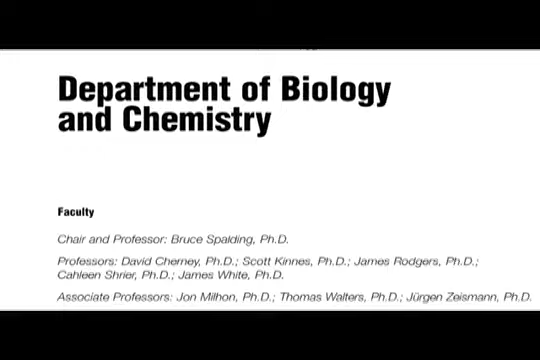 Department of Biology
and Chemistry
Faculty
Chair and Professor: Bruce Spalding, Ph.D.
Professors: David Cherney, Ph.D.; Scott Kinnes, Ph.D.; James Rodgers, Ph.D.;
Cahleen Shrier, Ph.D.; James White, Ph.D.
Associate Professors: Jon Milhon, Ph.D.; Thomas Walters, Ph.D.; Jürgen Zeismann, Ph.D.